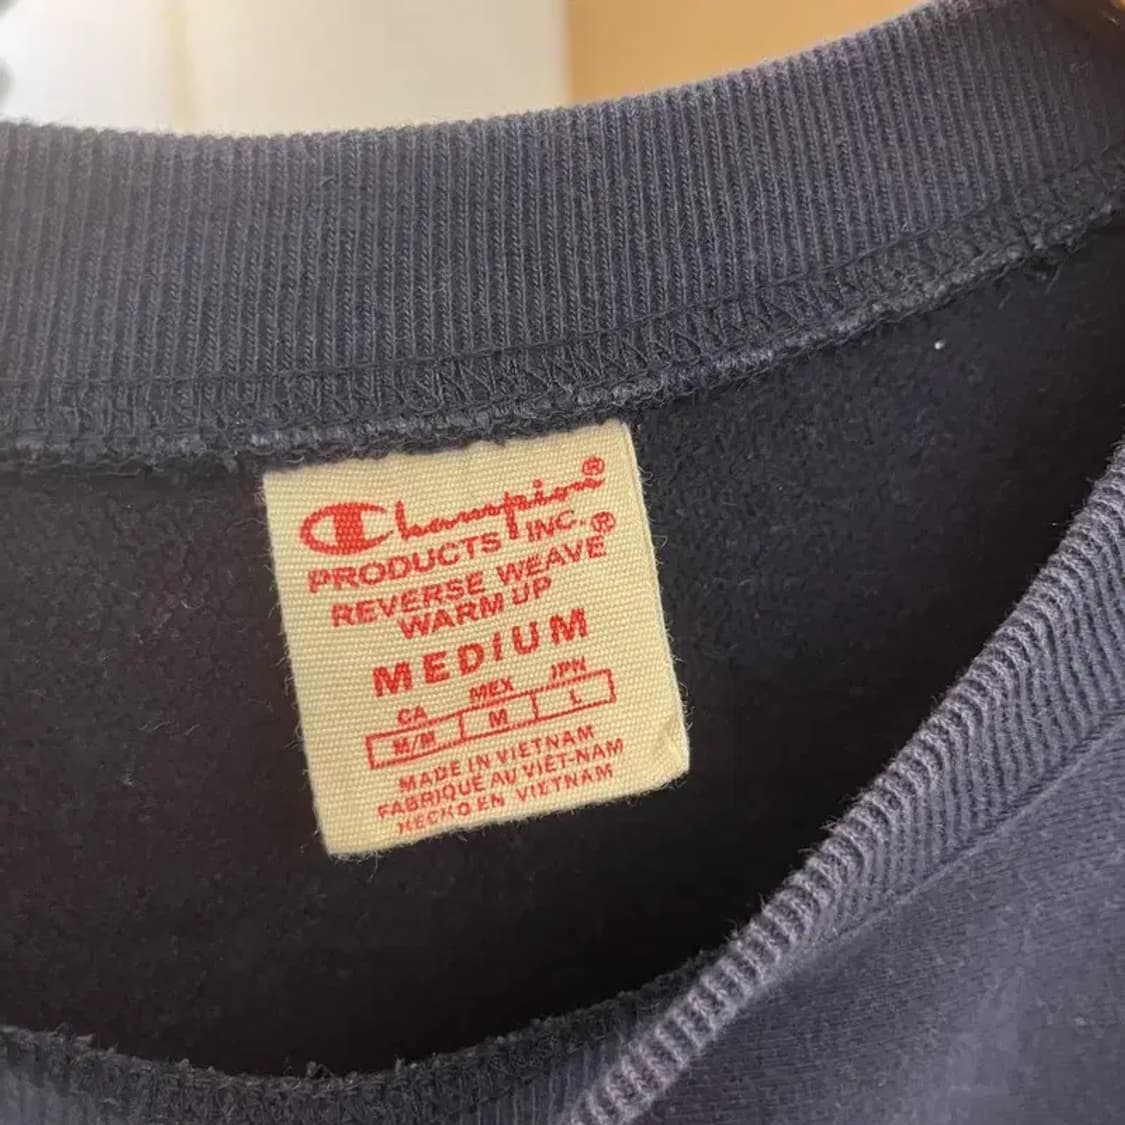 Champion®
PRODUCTS INC.
REVERSE WEAVE®
WARM UP
MEDIUM
CA MEX JPN
M/M M L
MADE IN VIETNAM
FABRIQUÉ AU VIÊT-NAM
HECHO EN VIETNAM